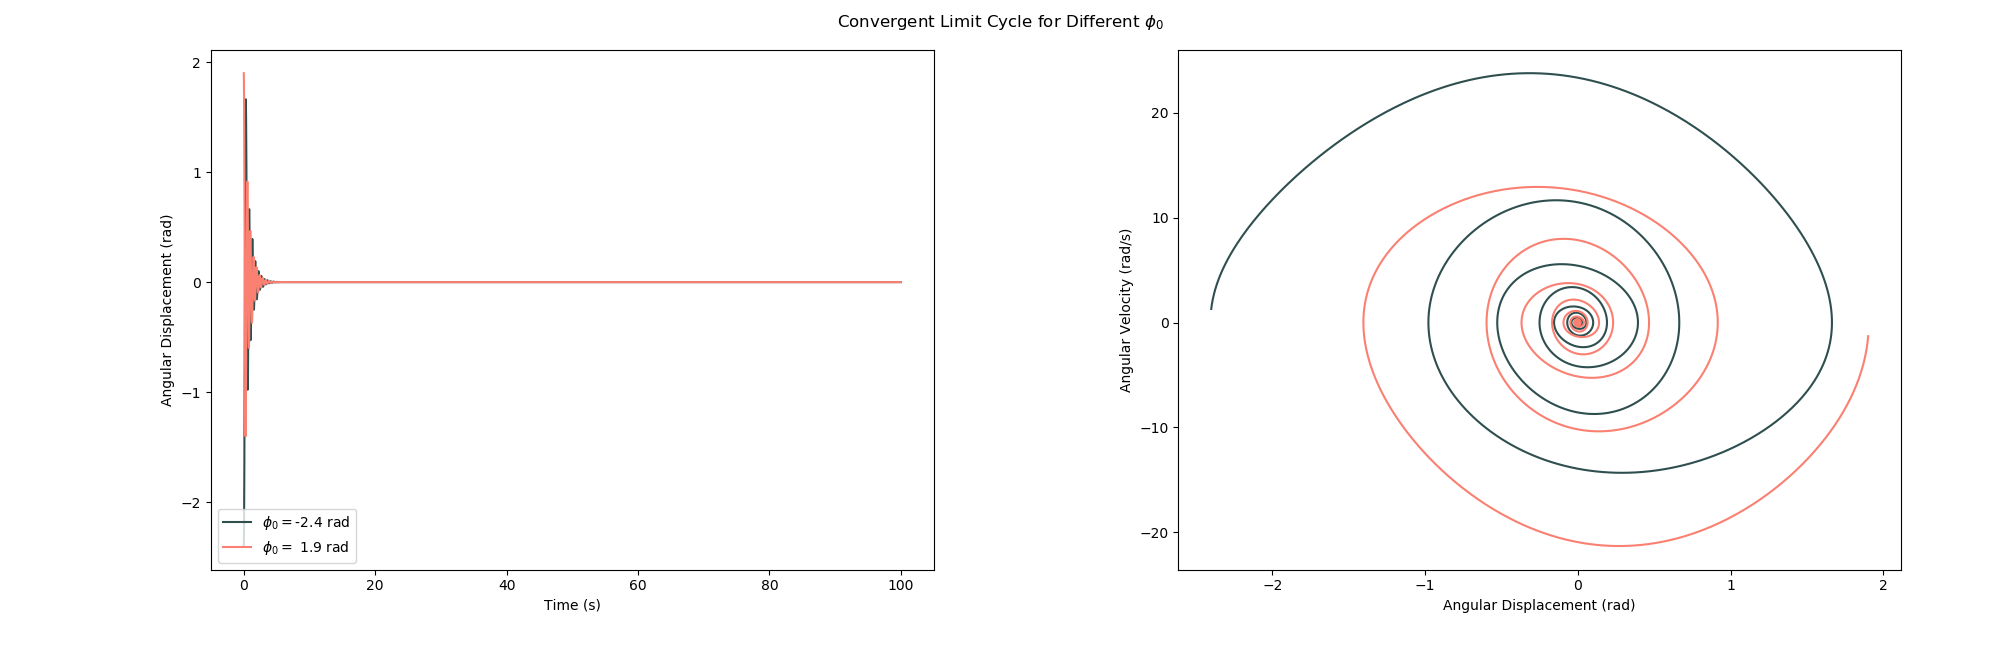 Convergent Limit Cycle for Different ϕ₀
2
1
0
−1
−2
Angular Displacement (rad)
ϕ₀ = -2.4 rad
ϕ₀ = 1.9 rad
0 20 40 60 80 100
Time (s)
20
10
0
−10
−20
Angular Velocity (rad/s)
−2 −1 0 1 2
Angular Displacement (rad)